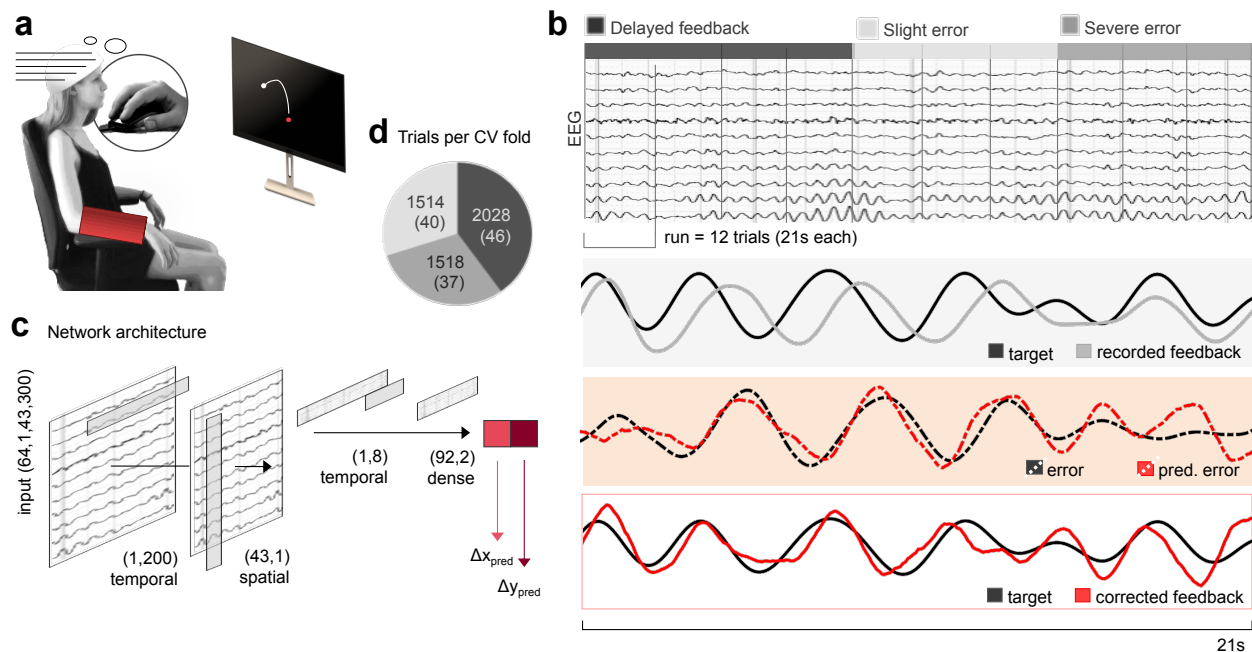 a
b
Delayed feedback
Slight error
Severe error
EEG
run = 12 trials (21s each)
target
recorded feedback
error
pred. error
target
corrected feedback
21s
d
Trials per CV fold
1514
(40)
2028
(46)
1518
(37)
c
Network architecture
input (64,1,43,300)
(1,200)
temporal
(43,1)
spatial
(1,8)
temporal
(92,2)
dense
Δx_pred
Δy_pred